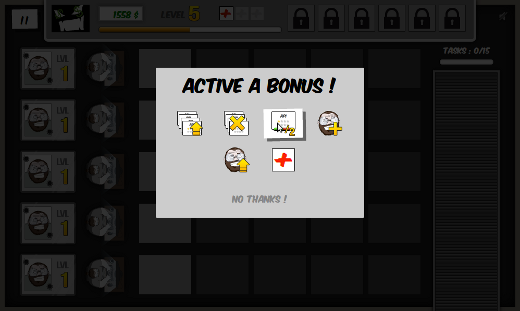 1558 $ LEVEL 5
TASKS : 0/15
LVL 1
LVL 1
LVL 1
LVL 1
LVL 1
ACTIVE A BONUS !
NO THANKS !